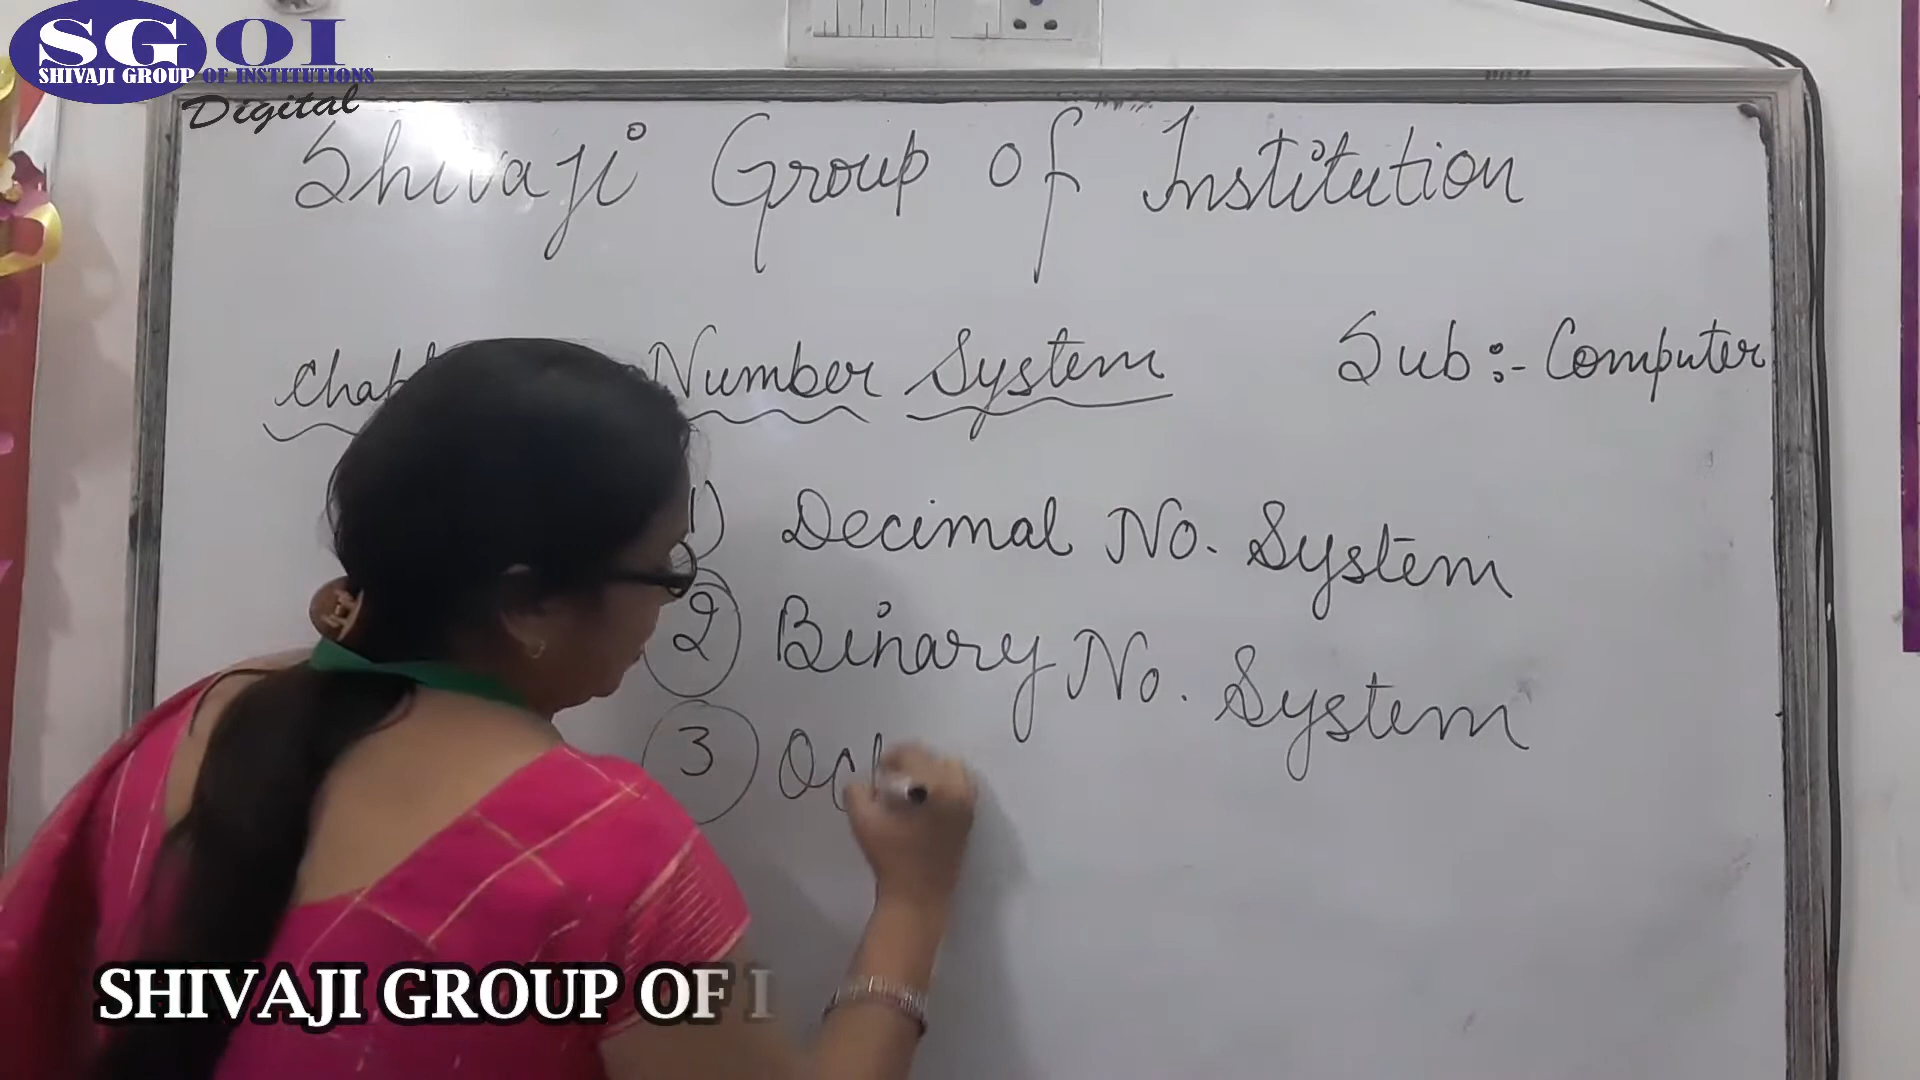 SGOI
SHIVAJI GROUP OF INSTITUTIONS
Digital
Shivaji Group of Institution
Number System
Sub:- Computer
1) Decimal No. System
2 Binary No. System
3
SHIVAJI GROUP OF I